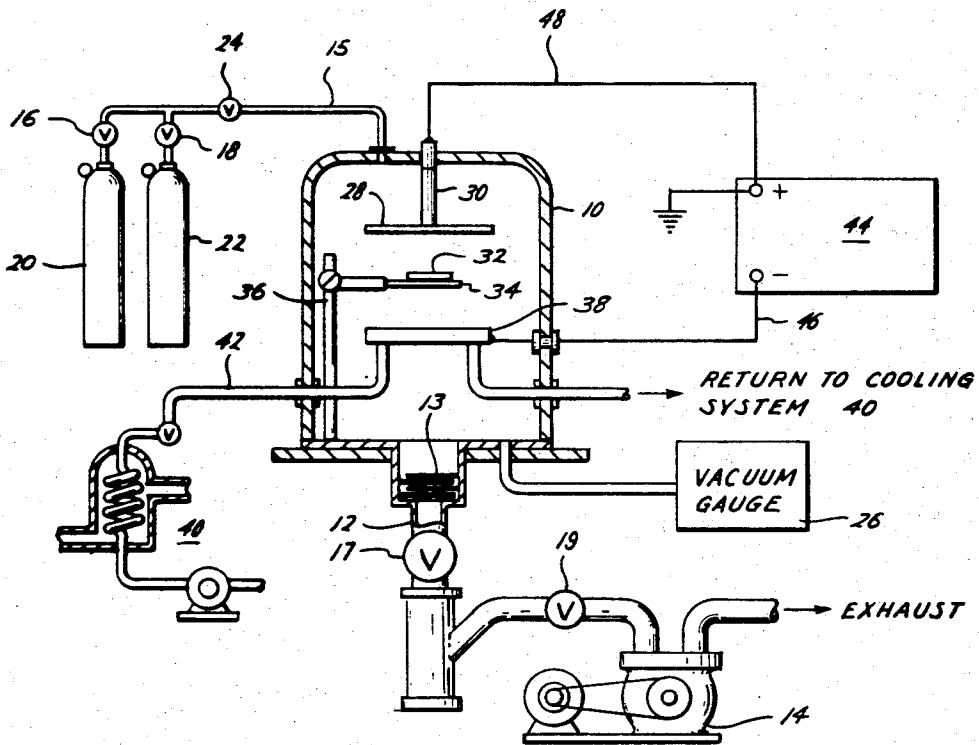 48
24
15
16
V
V
V
18
30
28
10
+
44
20
22
32
34
36
−
38
46
42
RETURN TO COOLING
SYSTEM 40
V
13
VACUUM
GAUGE
26
40
12
17
V
19
V
EXHAUST
14